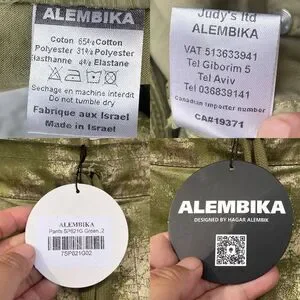 ALEMBIKA
Coton 65% Cotton
Polyester 31% Polyester
Elasthanne 4% Elastane
Sechage en machine interdit
Do not tumble dry
Fabrique aux Israel
Made in Israel
Judy's ltd
ALEMBIKA
VAT 513633941
Tel Giborim 5
Tel Aviv
Tel 036839141
Canadian importer number
CA#19371
ALEMBIKA
Pants SP621G Green, 2
7SP621G02
ALEMBIKA
DESIGNED BY HAGAR ALEMBIK